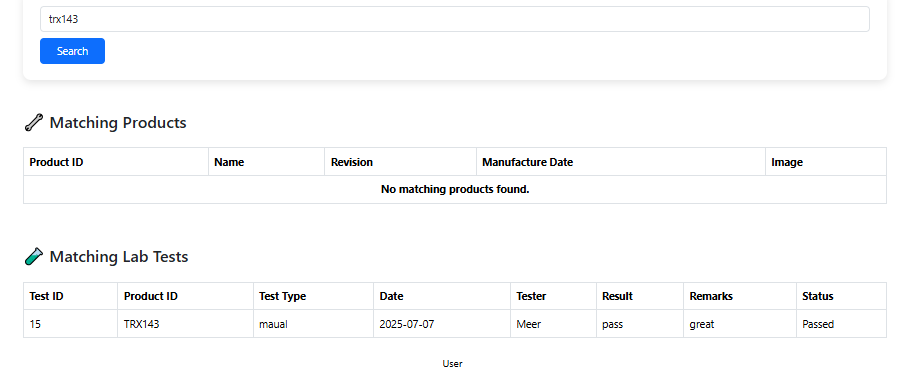 trx143
Search
Matching Products
Product ID Name Revision Manufacture Date Image
No matching products found.
Matching Lab Tests
Test ID Product ID Test Type Date Tester Result Remarks Status
15 TRX143 maual 2025-07-07 Meer pass great Passed
User